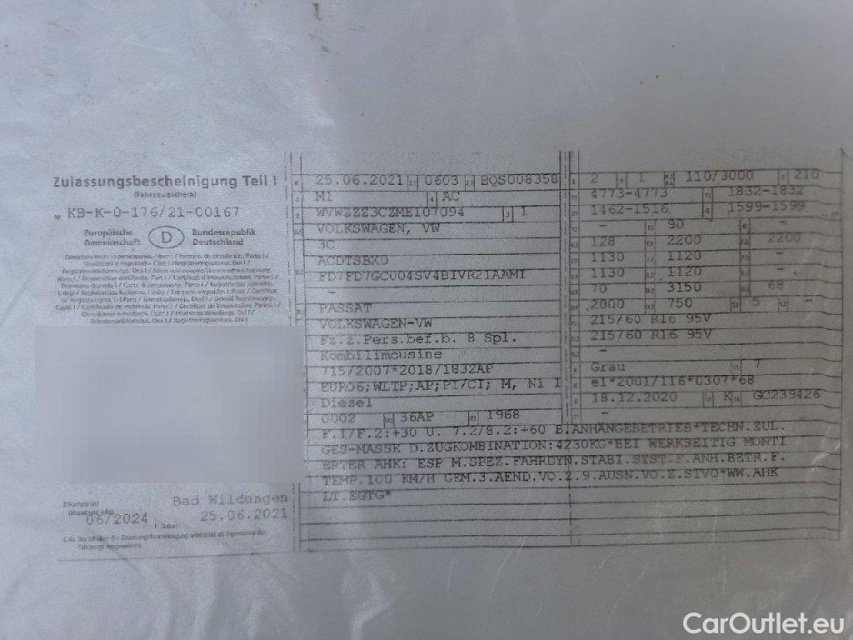 Zulassungsbescheinigung Teil I
(Fahrzeugschein)
KB-K-0-176/21-00167
Europäische Gemeinschaft
D
Bundesrepublik Deutschland
Bad Wildungen
06/2024
25.06.2021
25.06.2021 0603 BQS008358
M1 AC
WVWZZZ3CZME107094 1
VOLKSWAGEN, VW
3C
ACDTSBX0
FD7FD7GC004SV4BIVR21AAMI
-
PASSAT
VOLKSWAGEN-VW
Fz.z.Pers.bef.b. 8 Spl.
Kombilimousine
715/2007*2018/1832AP
EURO6;WLTP;AP;PI/CI; M, N1 I
Diesel
0002 36AP 1968
2 1 110/3000 210
4773-4773 1832-1832
1462-1516 1599-1599
- 90 -
128 2200 2200
1130 1120 -
1130 1120 -
70 3150 68
2000 750 5 -
215/60 R16 95V
215/60 R16 95V
-
Grau 7
e1*2001/116*0307*68
18.12.2020 K GC239426
-
F.1/F.2:+30 U. 7.2/8.2:+60 B.ANHÄNGEBETRIEB*TECHN.ZUL.
GES-MASSE D.ZUGKOMBINATION:4230KG*BEI WERKSEITIG MONTI
ERTER AHK: ESP M.SPEZ.FAHRDYN.STABI.SYST.F.ANH.BETR.F.
TEMP.100 KM/H GEM.3.AEND.VO.Z.9.AUSN.VO.Z.STVO*WW.AHK
LT.EGTG*
CarOutlet.eu